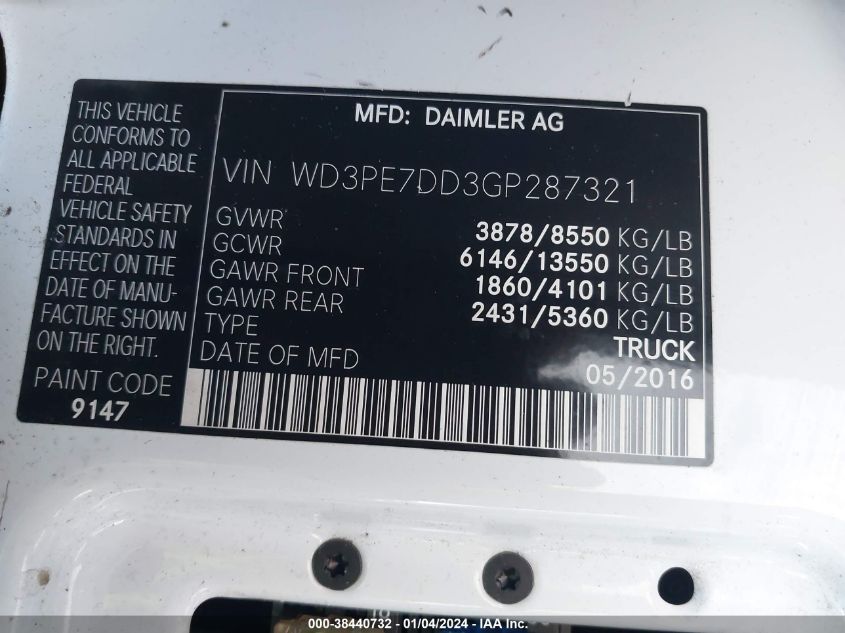 MFD: DAIMLER AG
THIS VEHICLE
CONFORMS TO
ALL APPLICABLE
FEDERAL
VEHICLE SAFETY
STANDARDS IN
EFFECT ON THE
DATE OF MANU-
FACTURE SHOWN
ON THE RIGHT.
PAINT CODE
9147
VIN WD3PE7DD3GP287321
GVWR 3878/8550 KG/LB
GCWR 6146/13550 KG/LB
GAWR FRONT 1860/4101 KG/LB
GAWR REAR 2431/5360 KG/LB
TYPE TRUCK
DATE OF MFD 05/2016
000-38440732 - 01/04/2024 - IAA Inc.